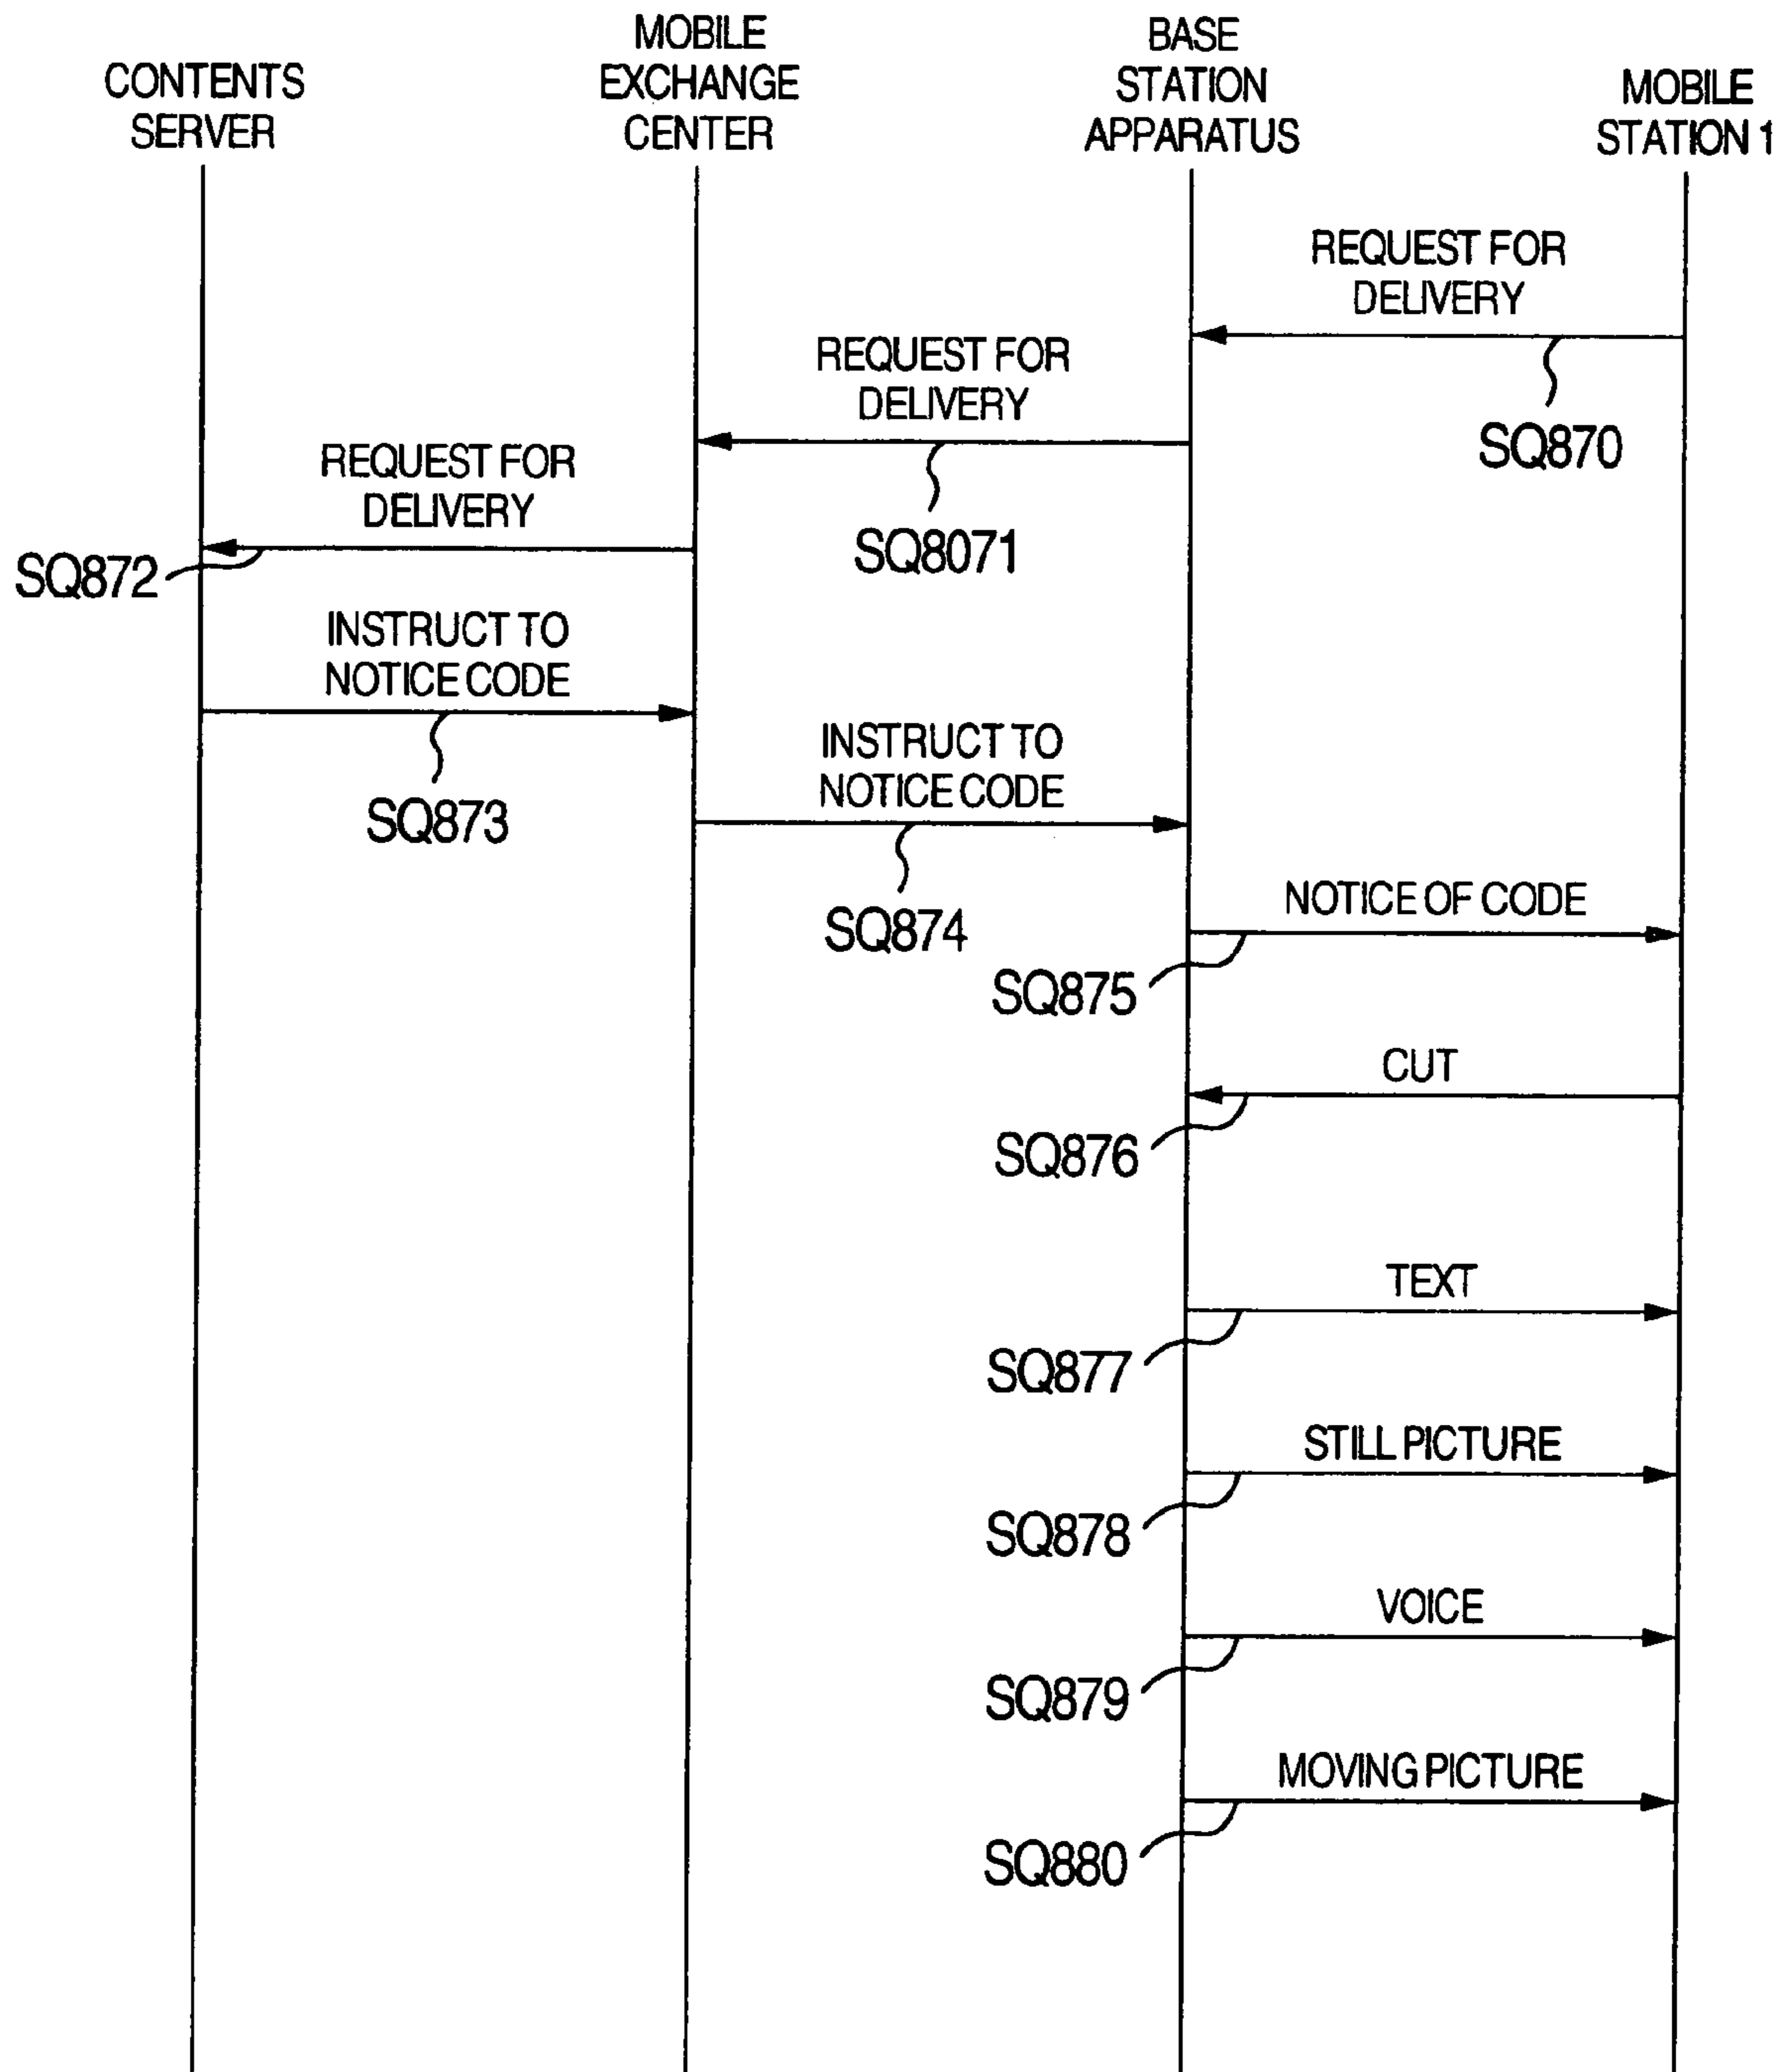 CONTENTS
SERVER
MOBILE
EXCHANGE
CENTER
BASE
STATION
APPARATUS
MOBILE
STATION 1
REQUEST FOR
DELIVERY
SQ870
REQUEST FOR
DELIVERY
SQ8071
REQUEST FOR
DELIVERY
SQ872
INSTRUCT TO
NOTICE CODE
SQ873
INSTRUCT TO
NOTICE CODE
SQ874
NOTICE OF CODE
SQ875
CUT
SQ876
TEXT
SQ877
STILL PICTURE
SQ878
VOICE
SQ879
MOVING PICTURE
SQ880